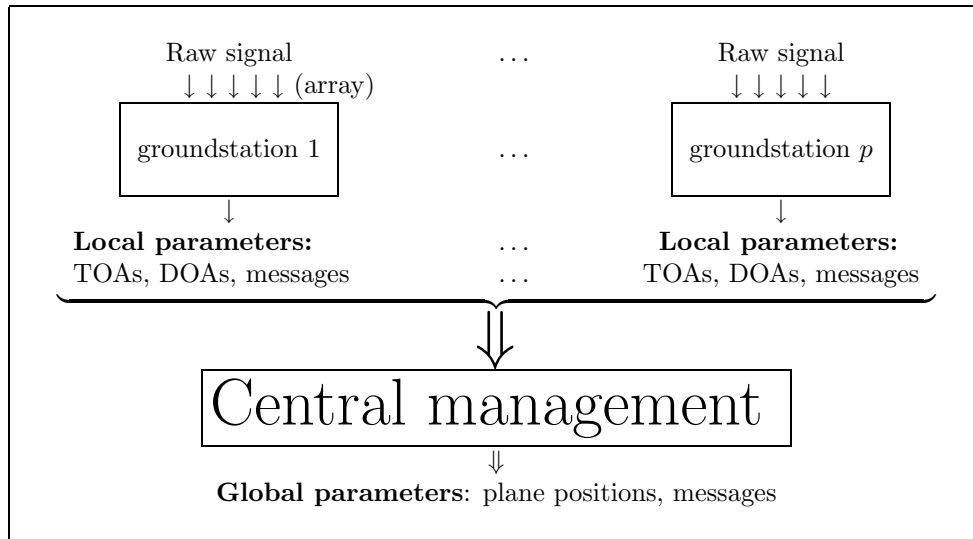 Raw signal ... Raw signal
↓ ↓ ↓ ↓ ↓ (array) ↓ ↓ ↓ ↓ ↓
groundstation 1 ... groundstation p
↓ ↓
Local parameters: ... Local parameters:
TOAs, DOAs, messages ... TOAs, DOAs, messages
⇓
Central management
⇓
Global parameters: plane positions, messages